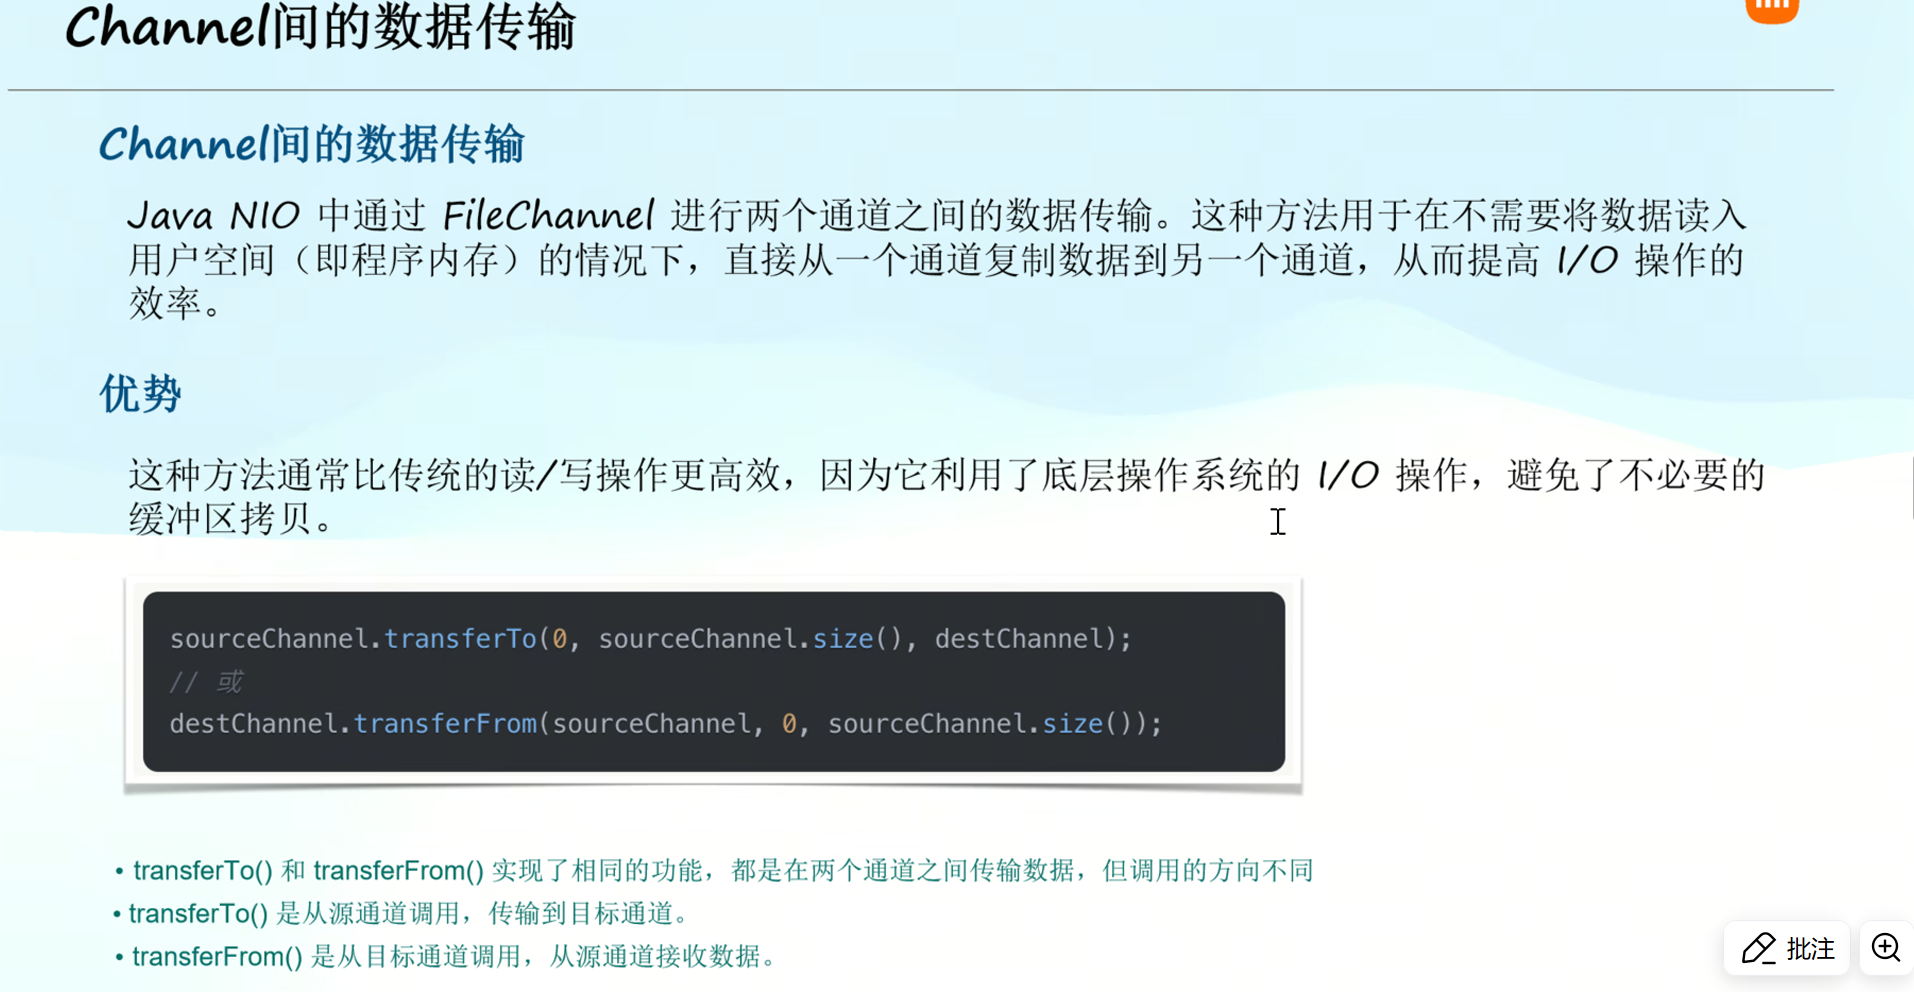 Channel间的数据传输
Channel间的数据传输
Java NIO 中通过 FileChannel 进行两个通道之间的数据传输。这种方法用于在不需要将数据读入
用户空间（即程序内存）的情况下，直接从一个通道复制数据到另一个通道，从而提高 I/O 操作的
效率。
优势
这种方法通常比传统的读/写操作更高效，因为它利用了底层操作系统的 I/O 操作，避免了不必要的
缓冲区拷贝。
sourceChannel.transferTo(0, sourceChannel.size(), destChannel);
// 或
destChannel.transferFrom(sourceChannel, 0, sourceChannel.size());
• transferTo() 和 transferFrom() 实现了相同的功能，都是在两个通道之间传输数据，但调用的方向不同
• transferTo() 是从源通道调用，传输到目标通道。
• transferFrom() 是从目标通道调用，从源通道接收数据。
批注